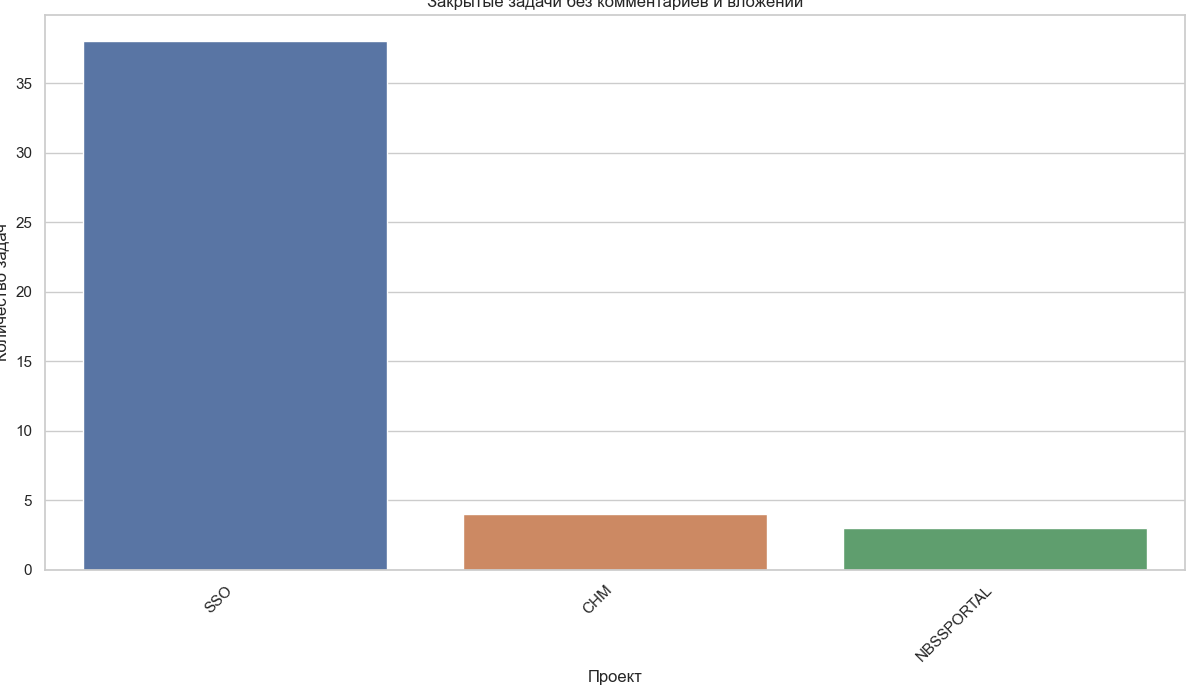 Закрытые задачи без комментариев и вложений
Количество задач
35
30
25
20
15
10
5
0
SSO
CHM
NBSSPORTAL
Проект